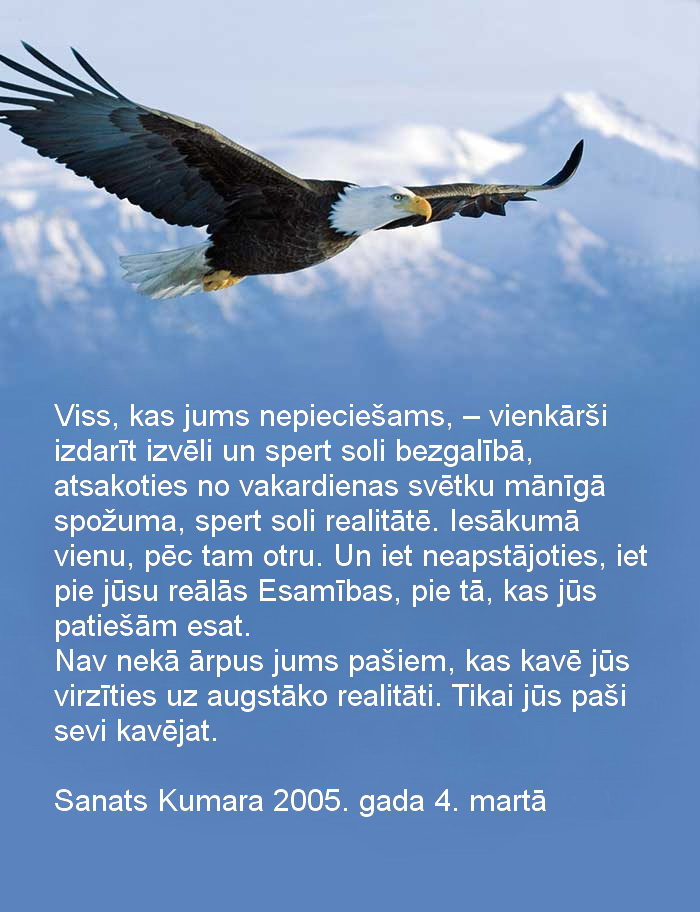 Viss, kas jums nepieciešams, – vienkārši
izdarīt izvēli un spert soli bezgalībā,
atsakoties no vakardienas svētku mānīgā
spožuma, spert soli realitātē. Iesākumā
vienu, pēc tam otru. Un iet neapstājoties, iet
pie jūsu reālās Esamības, pie tā, kas jūs
patiešām esat.
Nav nekā ārpus jums pašiem, kas kavē jūs
virzīties uz augstāko realitāti. Tikai jūs paši
sevi kavējat.
Sanats Kumara 2005. gada 4. martā